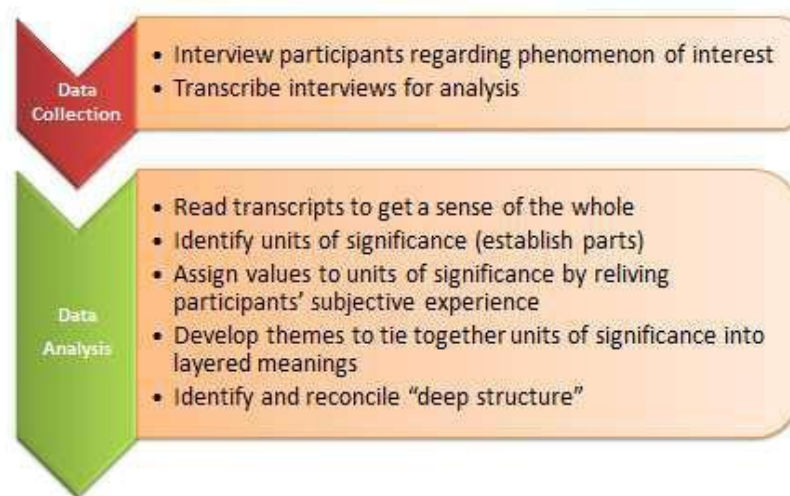 Data
Collection
• Interview participants regarding phenomenon of interest
• Transcribe interviews for analysis
Data
Analysis
• Read transcripts to get a sense of the whole
• Identify units of significance (establish parts)
• Assign values to units of significance by reliving
participants’ subjective experience
• Develop themes to tie together units of significance into
layered meanings
• Identify and reconcile “deep structure”